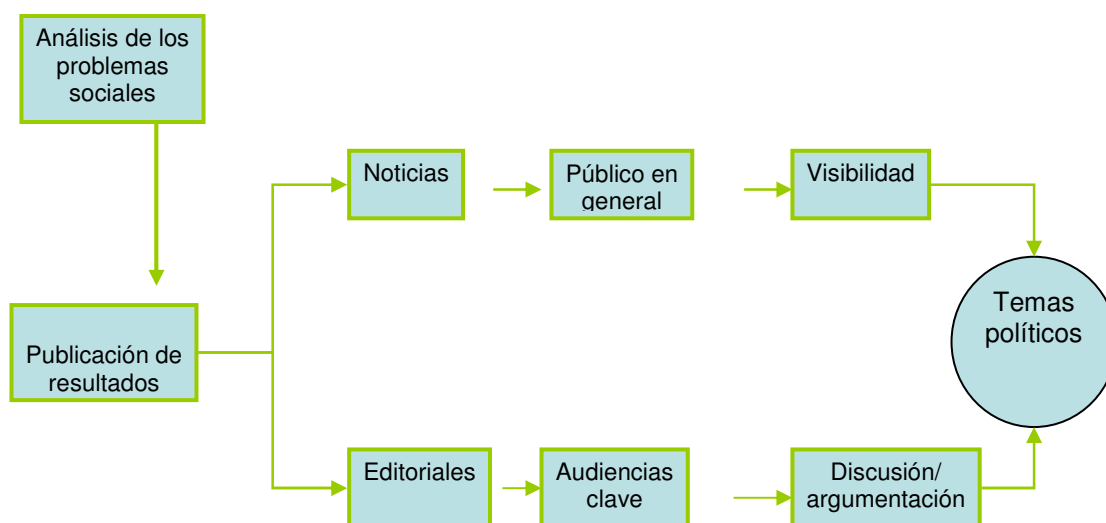 Análisis de los
problemas
sociales
Noticias
Público en
general
Visibilidad
Publicación de
resultados
Temas
políticos
Editoriales
Audiencias
clave
Discusión/
argumentación